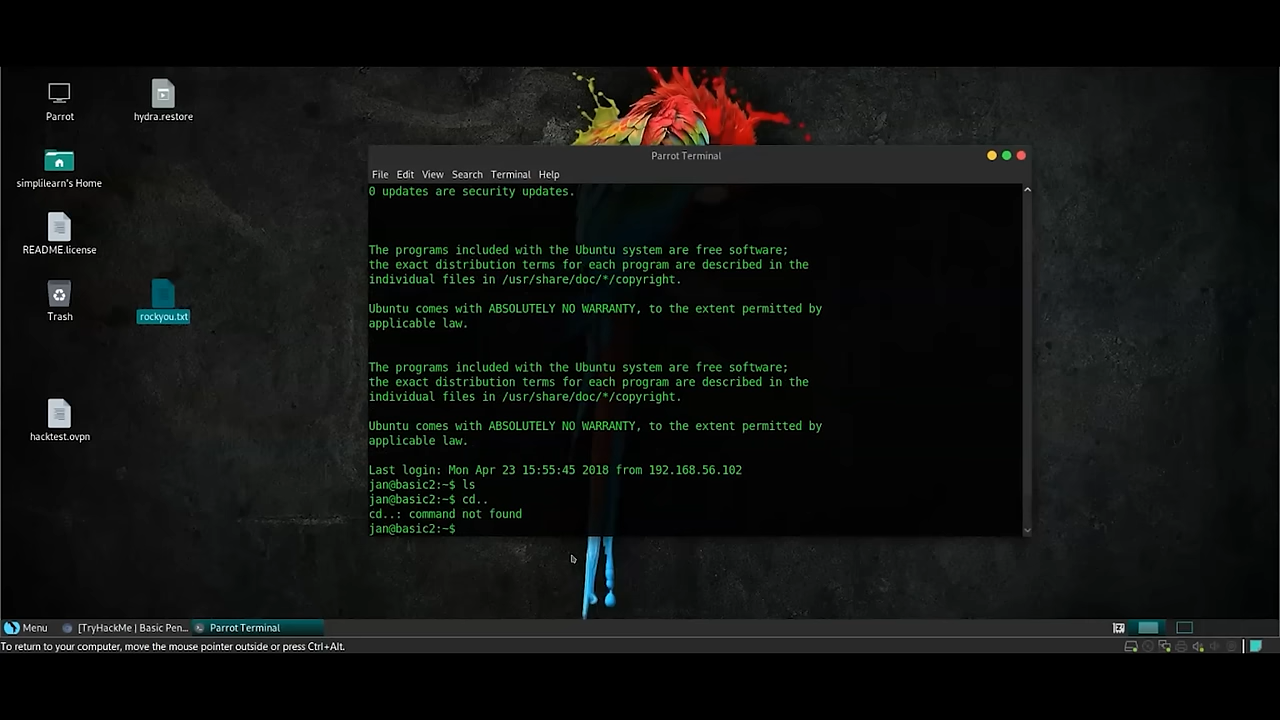 Parrot
hydra.restore
simplilearn's Home
README.license
Trash
rockyou.txt
hacktest.ovpn
Parrot Terminal
File Edit View Search Terminal Help
0 updates are security updates.
The programs included with the Ubuntu system are free software;
the exact distribution terms for each program are described in the
individual files in /usr/share/doc/*/copyright.
Ubuntu comes with ABSOLUTELY NO WARRANTY, to the extent permitted by
applicable law.
The programs included with the Ubuntu system are free software;
the exact distribution terms for each program are described in the
individual files in /usr/share/doc/*/copyright.
Ubuntu comes with ABSOLUTELY NO WARRANTY, to the extent permitted by
applicable law.
Last login: Mon Apr 23 15:55:45 2018 from 192.168.56.102
jan@basic2:~$ ls
jan@basic2:~$ cd..
cd..: command not found
jan@basic2:~$
Menu [TryHackMe | Basic Pen... Parrot Terminal
To return to your computer, move the mouse pointer outside or press Ctrl+Alt.